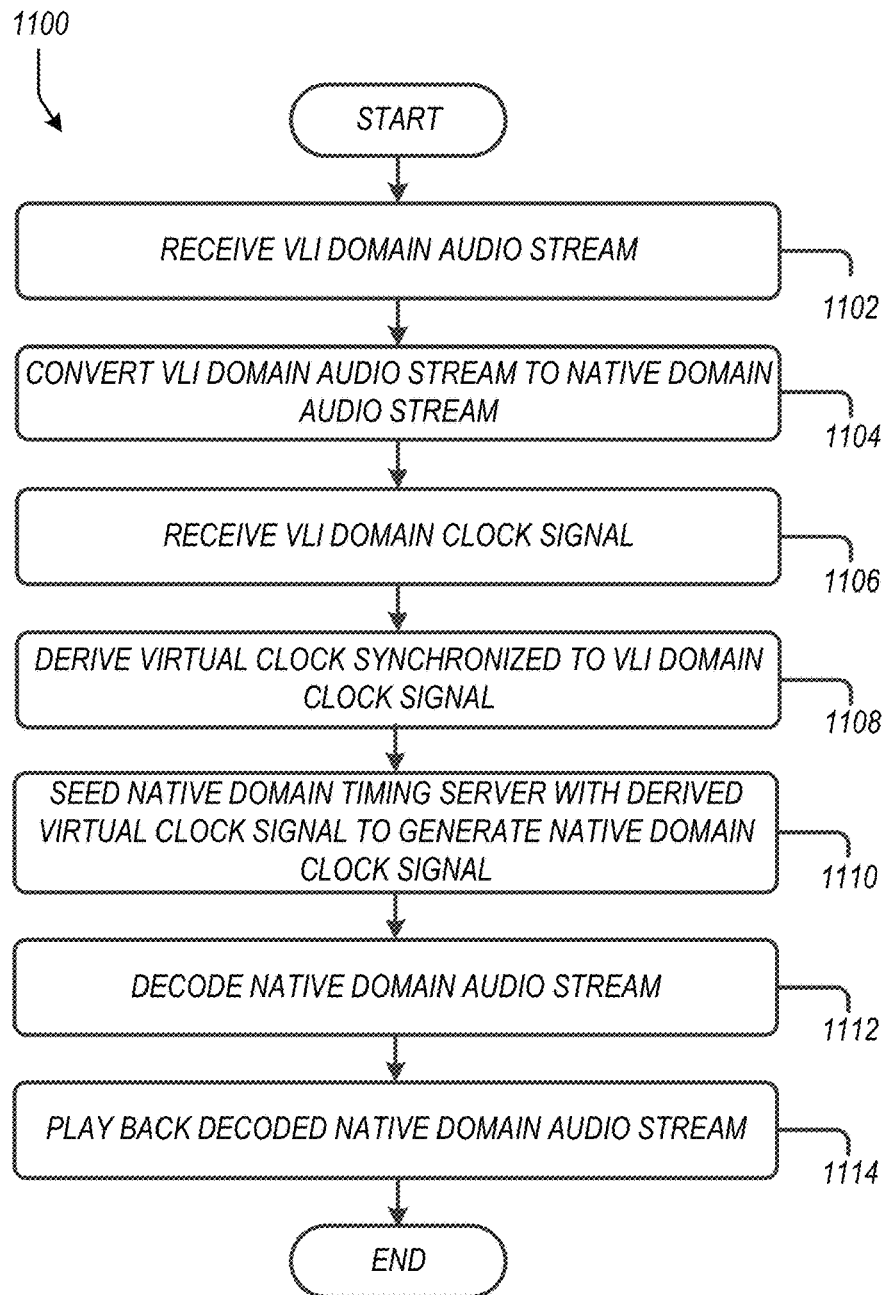 1100
START
RECEIVE VLI DOMAIN AUDIO STREAM
1102
CONVERT VLI DOMAIN AUDIO STREAM TO NATIVE DOMAIN
AUDIO STREAM
1104
RECEIVE VLI DOMAIN CLOCK SIGNAL
1106
DERIVE VIRTUAL CLOCK SYNCHRONIZED TO VLI DOMAIN
CLOCK SIGNAL
1108
SEED NATIVE DOMAIN TIMING SERVER WITH DERIVED
VIRTUAL CLOCK SIGNAL TO GENERATE NATIVE DOMAIN
CLOCK SIGNAL
1110
DECODE NATIVE DOMAIN AUDIO STREAM
1112
PLAY BACK DECODED NATIVE DOMAIN AUDIO STREAM
1114
END